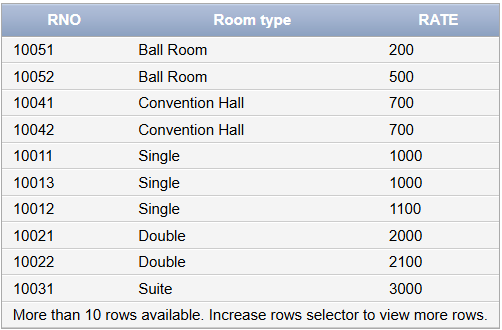 RNO Room type RATE
10051 Ball Room 200
10052 Ball Room 500
10041 Convention Hall 700
10042 Convention Hall 700
10011 Single 1000
10013 Single 1000
10012 Single 1100
10021 Double 2000
10022 Double 2100
10031 Suite 3000
More than 10 rows available. Increase rows selector to view more rows.